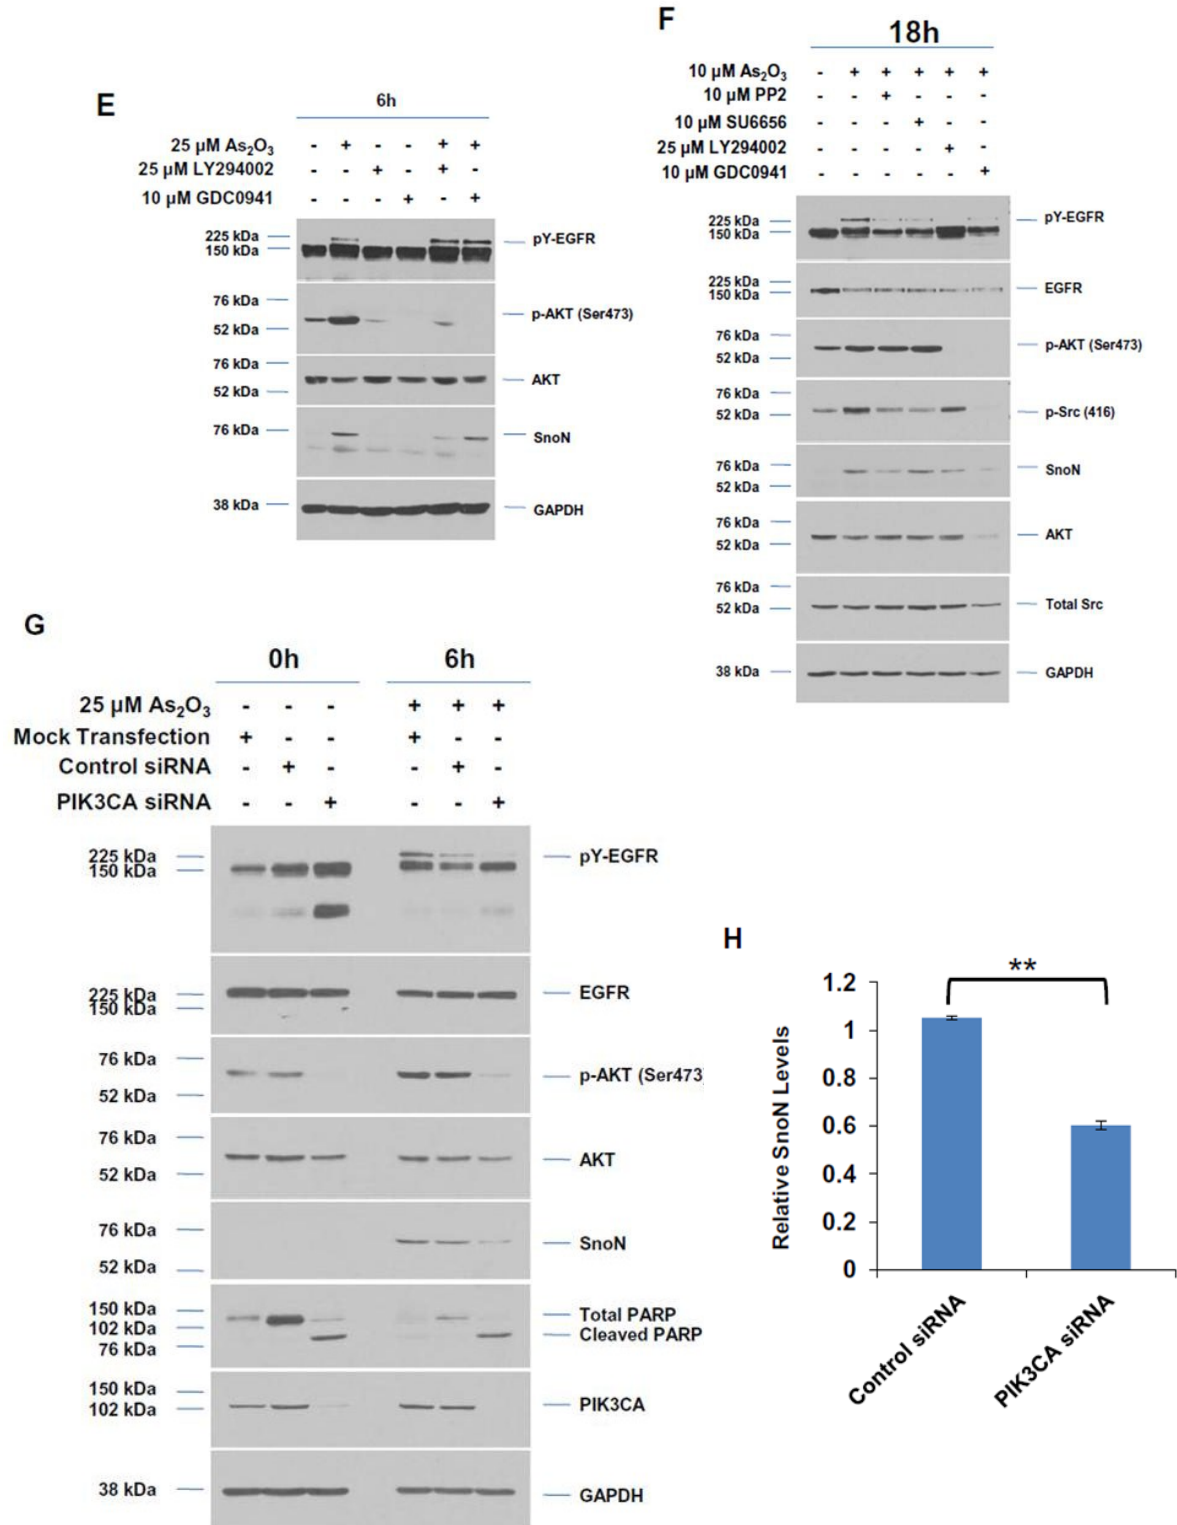 E
6h
25 µM As₂O₃ - + - - + +
25 µM LY294002 - - + - + -
10 µM GDC0941 - - - + - +
225 kDa
150 kDa
pY-EGFR
76 kDa
52 kDa
p-AKT (Ser473)
76 kDa
52 kDa
AKT
76 kDa
SnoN
38 kDa
GAPDH
F
18h
10 µM As₂O₃ - + + + + +
10 µM PP2 - - + - - -
10 µM SU6656 - - - + - -
25 µM LY294002 - - - - + -
10 µM GDC0941 - - - - - +
225 kDa
150 kDa
pY-EGFR
225 kDa
150 kDa
EGFR
76 kDa
52 kDa
p-AKT (Ser473)
76 kDa
52 kDa
p-Src (416)
76 kDa
52 kDa
SnoN
76 kDa
52 kDa
AKT
76 kDa
52 kDa
Total Src
38 kDa
GAPDH
G
0h 6h
25 µM As₂O₃ - - - + + +
Mock Transfection + - - + - -
Control siRNA - + - - + -
PIK3CA siRNA - - + - - +
225 kDa
150 kDa
pY-EGFR
225 kDa
150 kDa
EGFR
76 kDa
52 kDa
p-AKT (Ser473
76 kDa
52 kDa
AKT
76 kDa
52 kDa
SnoN
150 kDa
102 kDa
76 kDa
Total PARP
Cleaved PARP
150 kDa
102 kDa
PIK3CA
38 kDa
GAPDH
H
Relative SnoN Levels
1.2
1
0.8
0.6
0.4
0.2
0
**
Control siRNA
PIK3CA siRNA